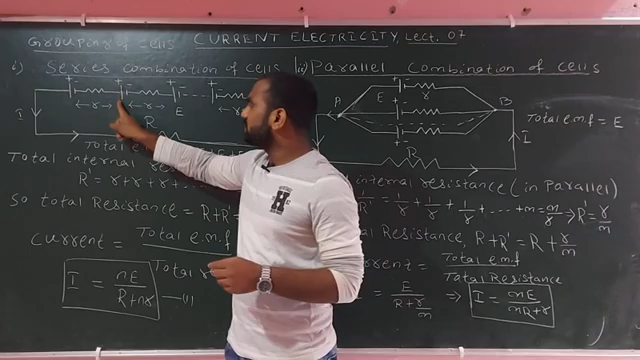 Grouping of cells CURRENT ELECTRICITY, Lect. 07
i) Series combination of cells
+ - + - + - + -
←r→ ←r→ E ←r
I
R
Total e.m.f
Total internal res
R' = r+r+r+
So total Resistance = R+R =
Current = Total e.m.f
Total r
I = nE / R+nr —(1)
ii) Parallel Combination of cells
+ -
E r
A B
+ -
+ -
I
R
Total e.m.f = E
internal resistance (in parallel)
1/R' = 1/r + 1/r + 1/r + ... + = m/r ⇒ R' = r/m
Resistance, R+R' = R + r/m
= Total e.m.f / Total Resistance
= E / R+r/m ⇒ I = mE / mR+r
H